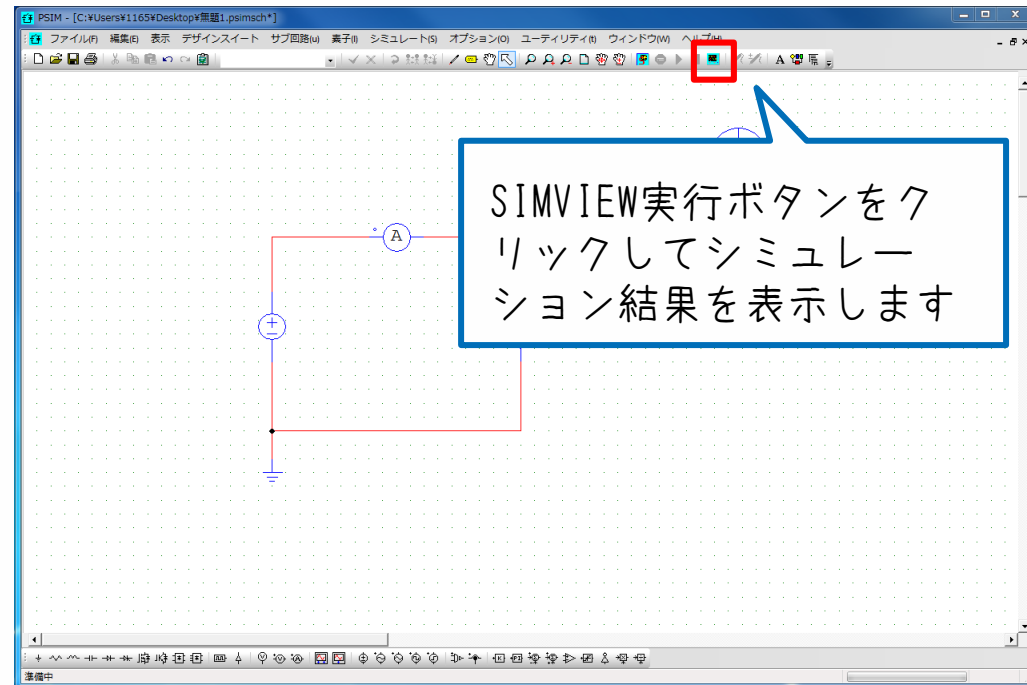 PSIM - [C:¥Users¥1165¥Desktop¥無題1.psimsch*]
ファイル(F) 編集(E) 表示 デザインスイート サブ回路(u) 素子(I) シミュレート(S) オプション(O) ユーティリティ(t) ウィンドウ(W) ヘルプ(H)
SIMVIEW実行ボタンをク
リックしてシミュレー
ション結果を表示します
A
準備中